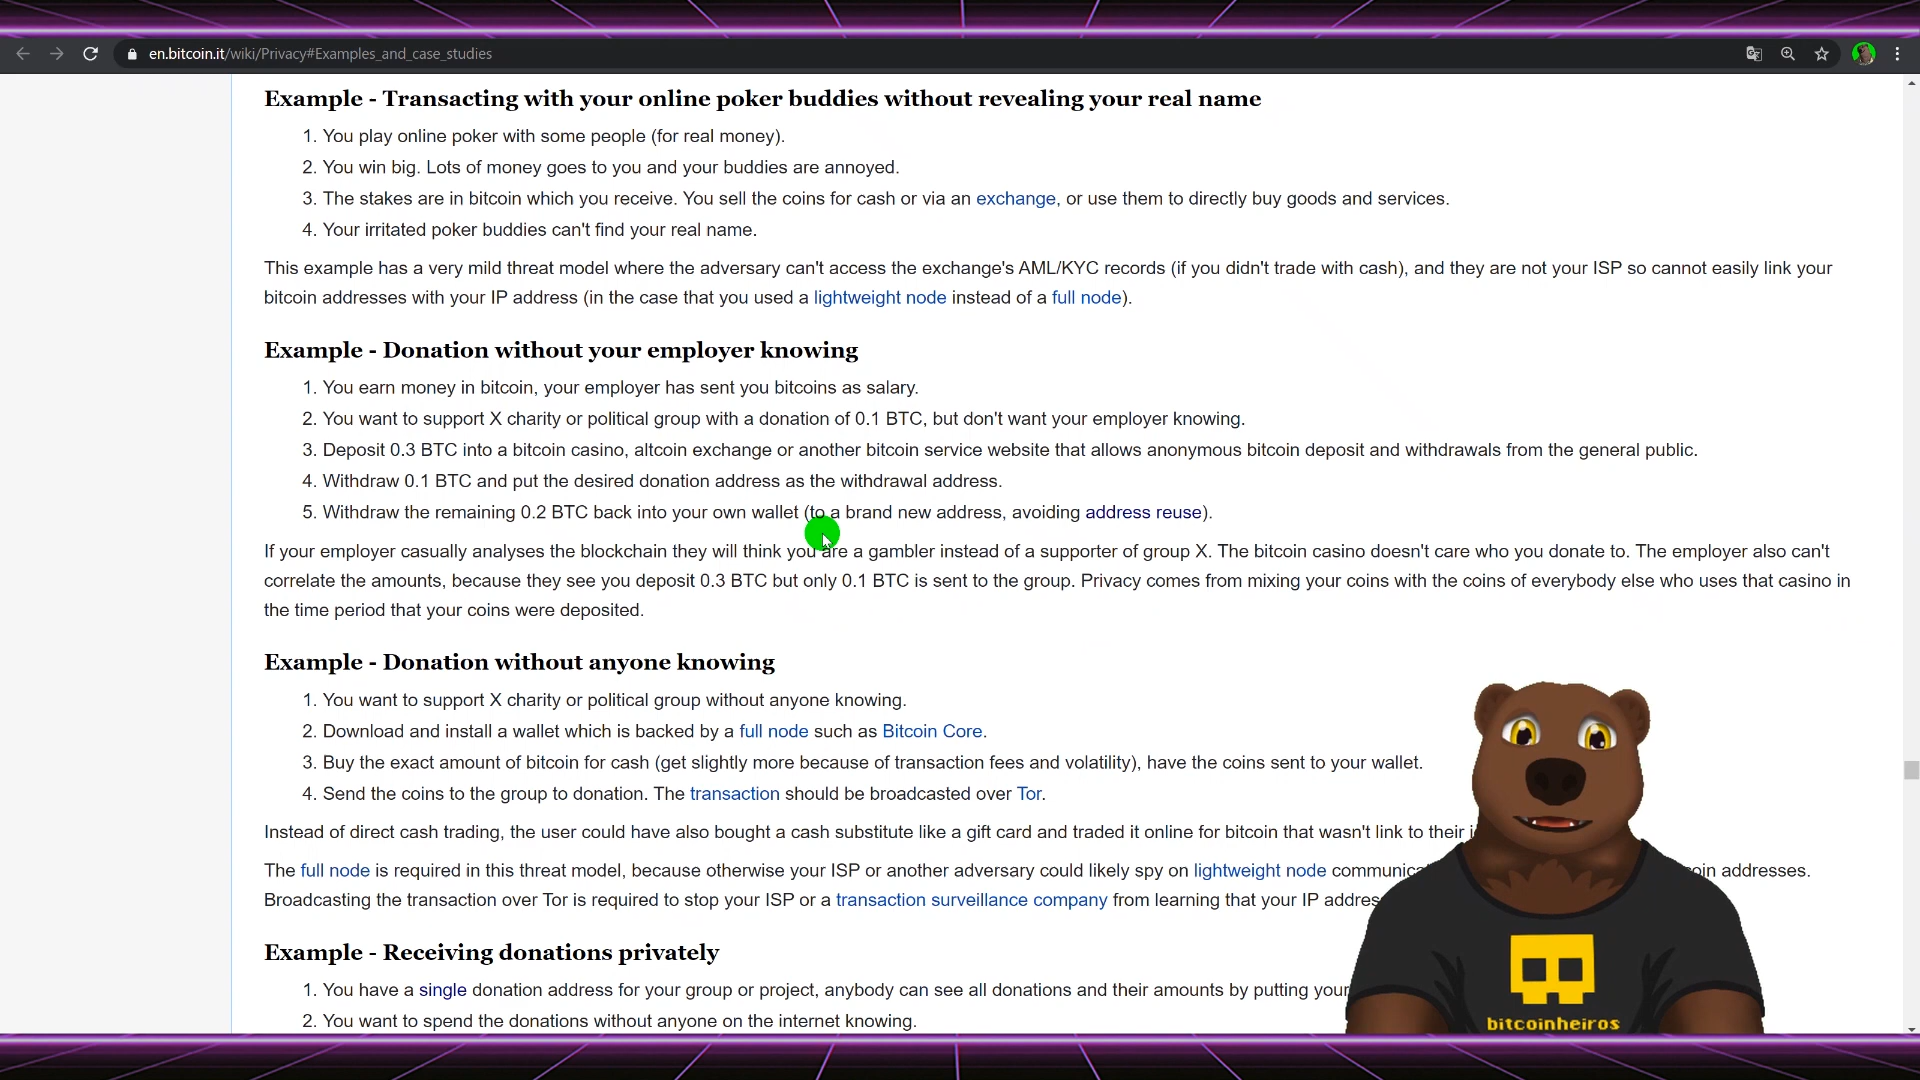 en.bitcoin.it/wiki/Privacy#Examples_and_case_studies
Example - Transacting with your online poker buddies without revealing your real name
1. You play online poker with some people (for real money).
2. You win big. Lots of money goes to you and your buddies are annoyed.
3. The stakes are in bitcoin which you receive. You sell the coins for cash or via an exchange, or use them to directly buy goods and services.
4. Your irritated poker buddies can't find your real name.
This example has a very mild threat model where the adversary can't access the exchange's AML/KYC records (if you didn't trade with cash), and they are not your ISP so cannot easily link your
bitcoin addresses with your IP address (in the case that you used a lightweight node instead of a full node).
Example - Donation without your employer knowing
1. You earn money in bitcoin, your employer has sent you bitcoins as salary.
2. You want to support X charity or political group with a donation of 0.1 BTC, but don't want your employer knowing.
3. Deposit 0.3 BTC into a bitcoin casino, altcoin exchange or another bitcoin service website that allows anonymous bitcoin deposit and withdrawals from the general public.
4. Withdraw 0.1 BTC and put the desired donation address as the withdrawal address.
5. Withdraw the remaining 0.2 BTC back into your own wallet (to a brand new address, avoiding address reuse).
If your employer casually analyses the blockchain they will think you are a gambler instead of a supporter of group X. The bitcoin casino doesn't care who you donate to. The employer also can't
correlate the amounts, because they see you deposit 0.3 BTC but only 0.1 BTC is sent to the group. Privacy comes from mixing your coins with the coins of everybody else who uses that casino in
the time period that your coins were deposited.
Example - Donation without anyone knowing
1. You want to support X charity or political group without anyone knowing.
2. Download and install a wallet which is backed by a full node such as Bitcoin Core.
3. Buy the exact amount of bitcoin for cash (get slightly more because of transaction fees and volatility), have the coins sent to your wallet.
4. Send the coins to the group to donation. The transaction should be broadcasted over Tor.
Instead of direct cash trading, the user could have also bought a cash substitute like a gift card and traded it online for bitcoin that wasn't link to their
The full node is required in this threat model, because otherwise your ISP or another adversary could likely spy on lightweight node addresses.
Broadcasting the transaction over Tor is required to stop your ISP or a transaction surveillance company from learning that your IP
Example - Receiving donations privately
1. You have a single donation address for your group or project, anybody can see all donations and their amounts by putting your
2. You want to spend the donations without anyone on the internet knowing.
bitcoinheiros